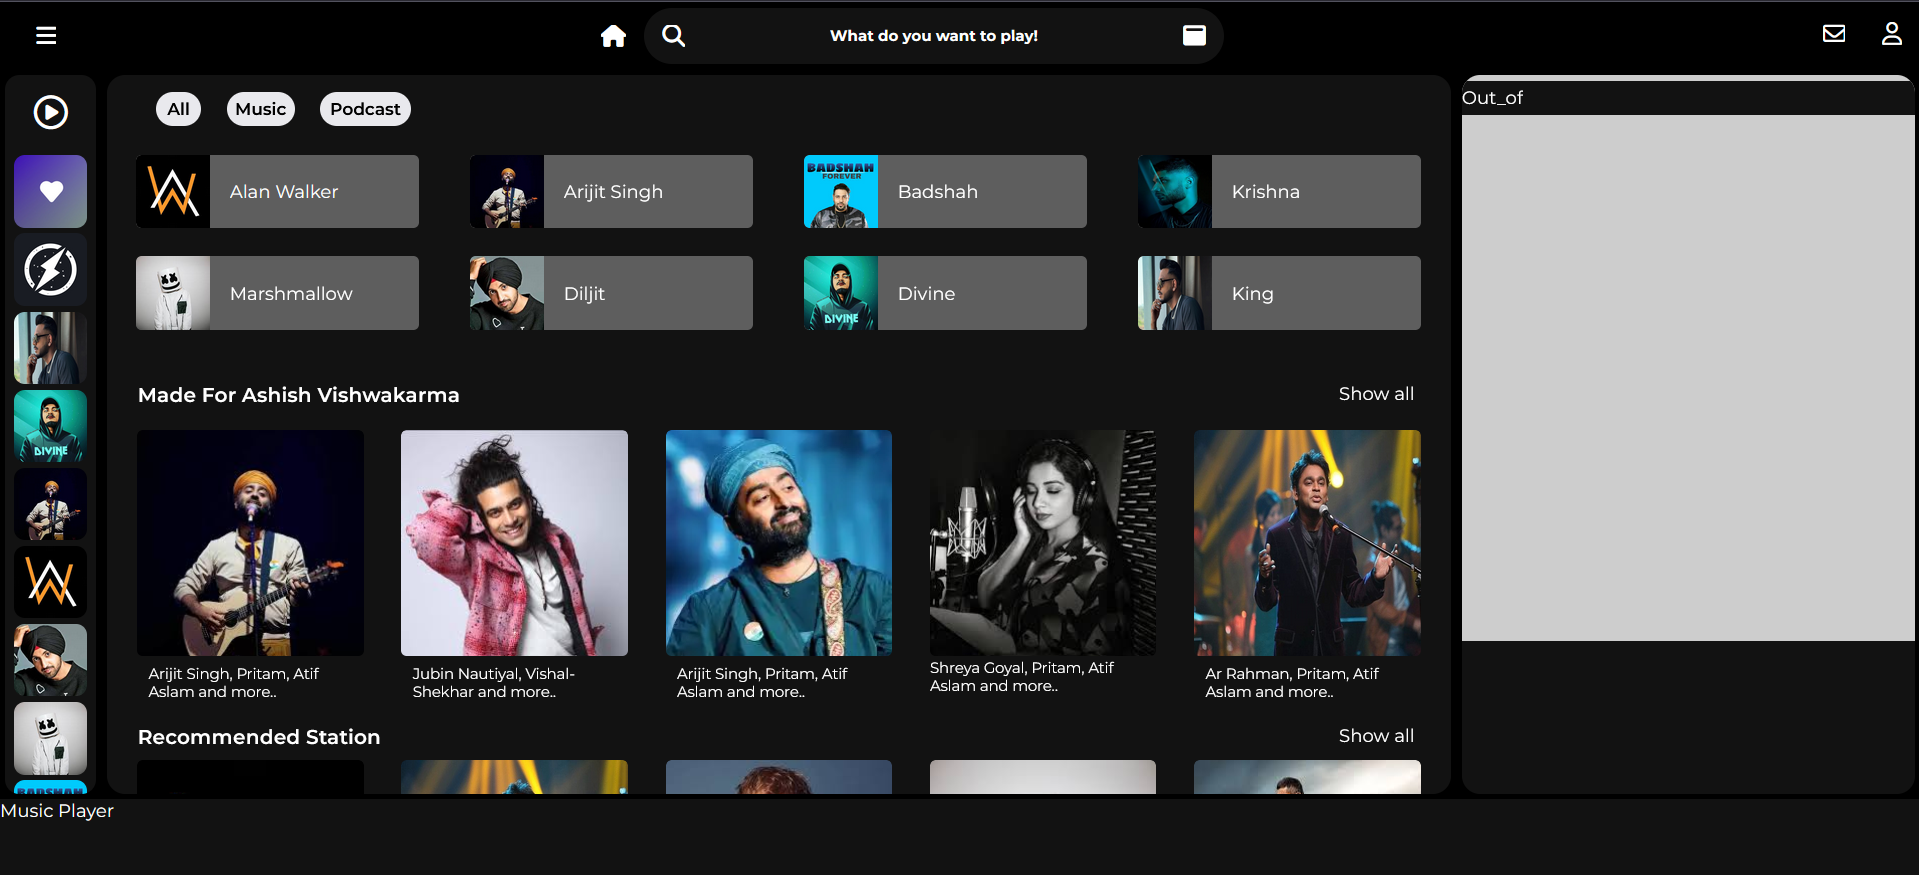 What do you want to play!
All
Music
Podcast
Out_of
Alan Walker
Arijit Singh
BADSHAH
FOREVER
Badshah
Krishna
Marshmallow
Diljit
DIVINE
Divine
King
Made For Ashish Vishwakarma
Show all
DIVINE
Arijit Singh, Pritam, Atif
Aslam and more..
Jubin Nautiyal, Vishal-
Shekhar and more..
Arijit Singh, Pritam, Atif
Aslam and more..
Shreya Goyal, Pritam, Atif
Aslam and more..
Ar Rahman, Pritam, Atif
Aslam and more..
Recommended Station
Show all
BADSHAH
Music Player